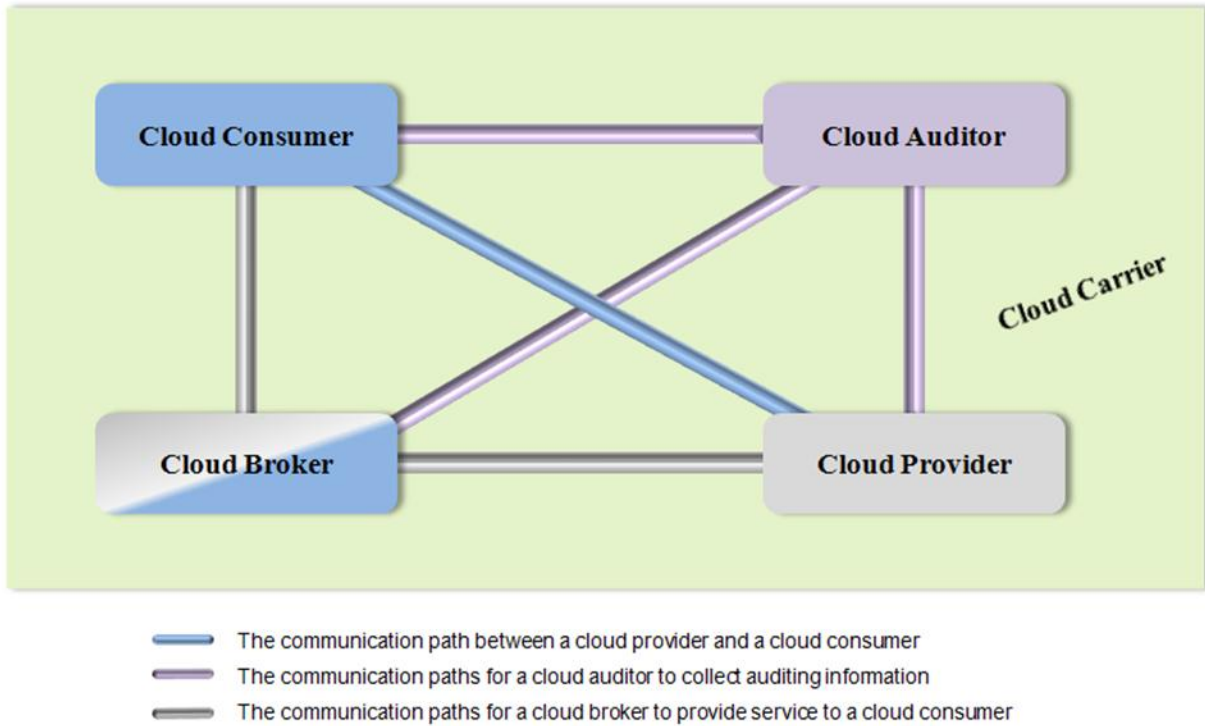 Cloud Consumer
Cloud Auditor
Cloud Carrier
Cloud Broker
Cloud Provider
The communication path between a cloud provider and a cloud consumer
The communication paths for a cloud auditor to collect auditing information
The communication paths for a cloud broker to provide service to a cloud consumer